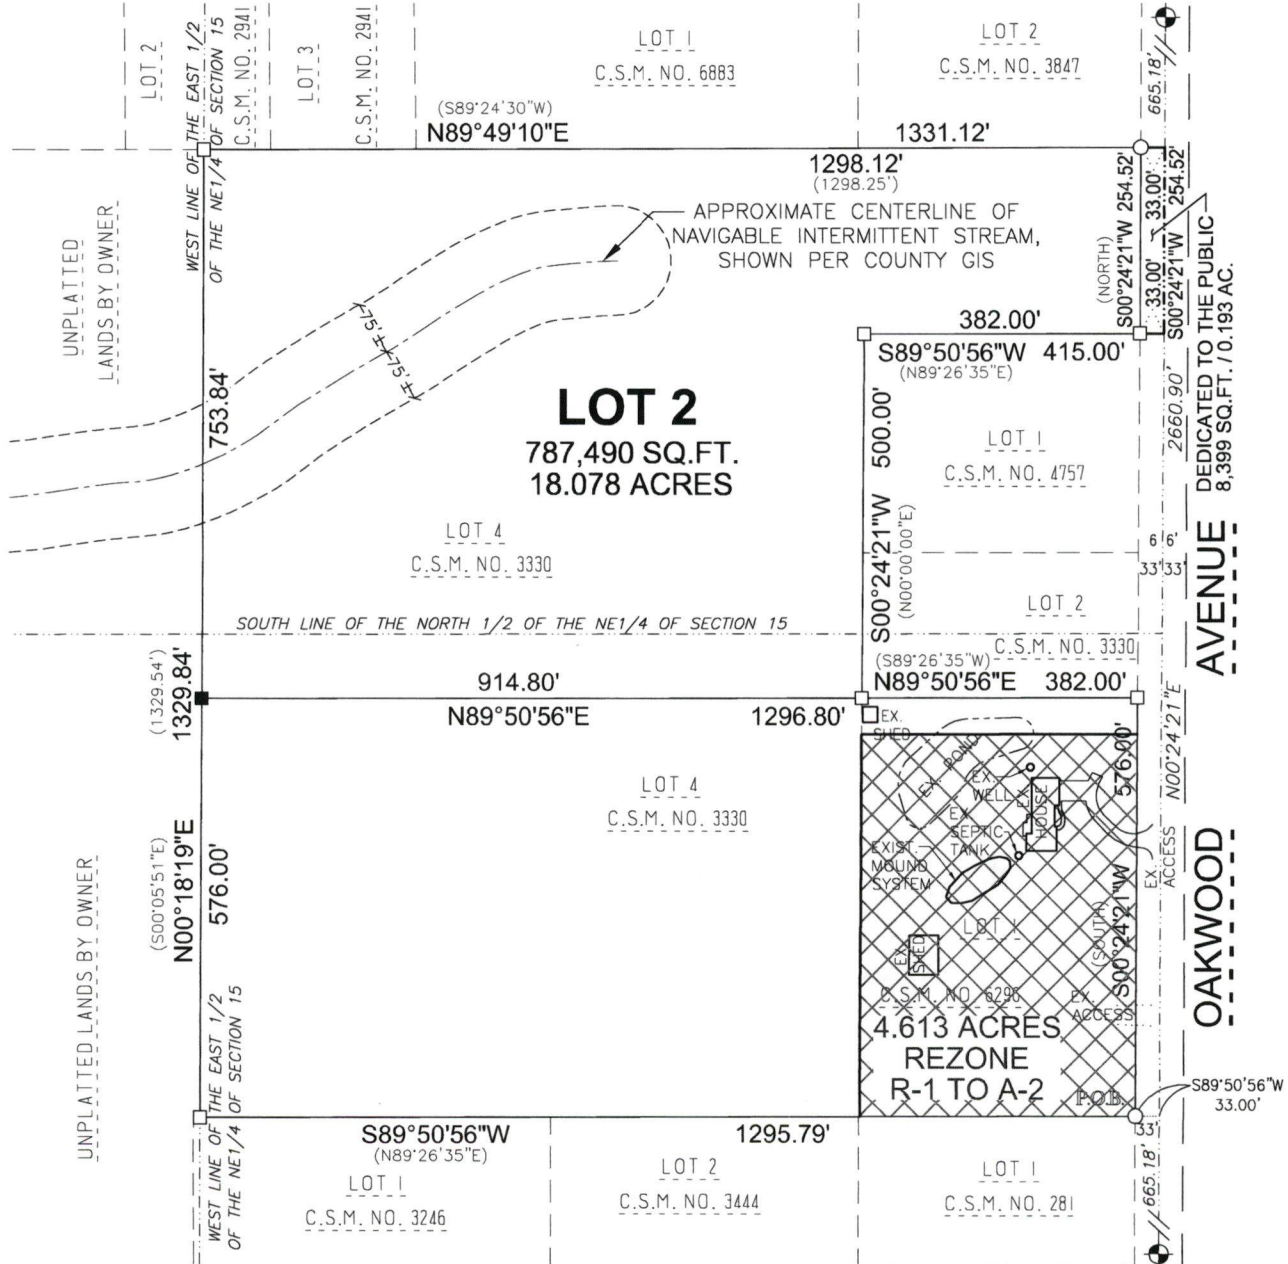 LOT 2
WEST LINE OF THE EAST 1/2
OF THE NE1/4 OF SECTION 15
C.S.M. NO. 2941
LOT 3
C.S.M. NO. 2941
LOT 1
C.S.M. NO. 6883
LOT 2
C.S.M. NO. 3847
665.18'
(S89°24'30"W)
N89°49'10"E
1331.12'
1298.12'
(1298.25')
APPROXIMATE CENTERLINE OF
NAVIGABLE INTERMITTENT STREAM,
SHOWN PER COUNTY GIS
(NORTH)
S00°24'21"W 254.52'
33.00'
33.00'
S00°24'21"W 254.52'
DEDICATED TO THE PUBLIC
8,399 SQ.FT. / 0.193 AC.
UNPLATTED
LANDS BY OWNER
75'±
75'±
753.84'
382.00'
S89°50'56"W 415.00'
(N89°26'35"E)
LOT 2
787,490 SQ.FT.
18.078 ACRES
S00°24'21"W 500.00'
(N00°00'00"E)
LOT 1
C.S.M. NO. 4757
2660.90'
LOT 4
C.S.M. NO. 3330
6' 6'
33' 33'
LOT 2
C.S.M. NO. 3330
SOUTH LINE OF THE NORTH 1/2 OF THE NE1/4 OF SECTION 15
AVENUE
(1329.54')
1329.84'
914.80'
N89°50'56"E
1296.80'
(S89°26'35"W)
N89°50'56"E 382.00'
N00°24'21"E
EX.
SHED
EX. POND
EX.
WELL
EX.
HOUSE
EX.
SEPTIC
TANK
EXIST.
MOUND
SYSTEM
576.00'
S00°24'21"W
(SOUTH)
EX.
ACCESS
LOT 4
C.S.M. NO. 3330
(S00°05'51"E)
N00°18'19"E
576.00'
UNPLATTED LANDS BY OWNER
OAKWOOD
LOT 1
EX.
SHED
C.S.M. NO. 6296
EX.
ACCESS
4.613 ACRES
REZONE
R-1 TO A-2
P.O.B.
S89°50'56"W
33.00'
33'
WEST LINE OF THE EAST 1/2
OF THE NE1/4 OF SECTION 15
S89°50'56"W
(N89°26'35"E)
1295.79'
LOT 1
C.S.M. NO. 3246
LOT 2
C.S.M. NO. 3444
LOT 1
C.S.M. NO. 281
665.18'